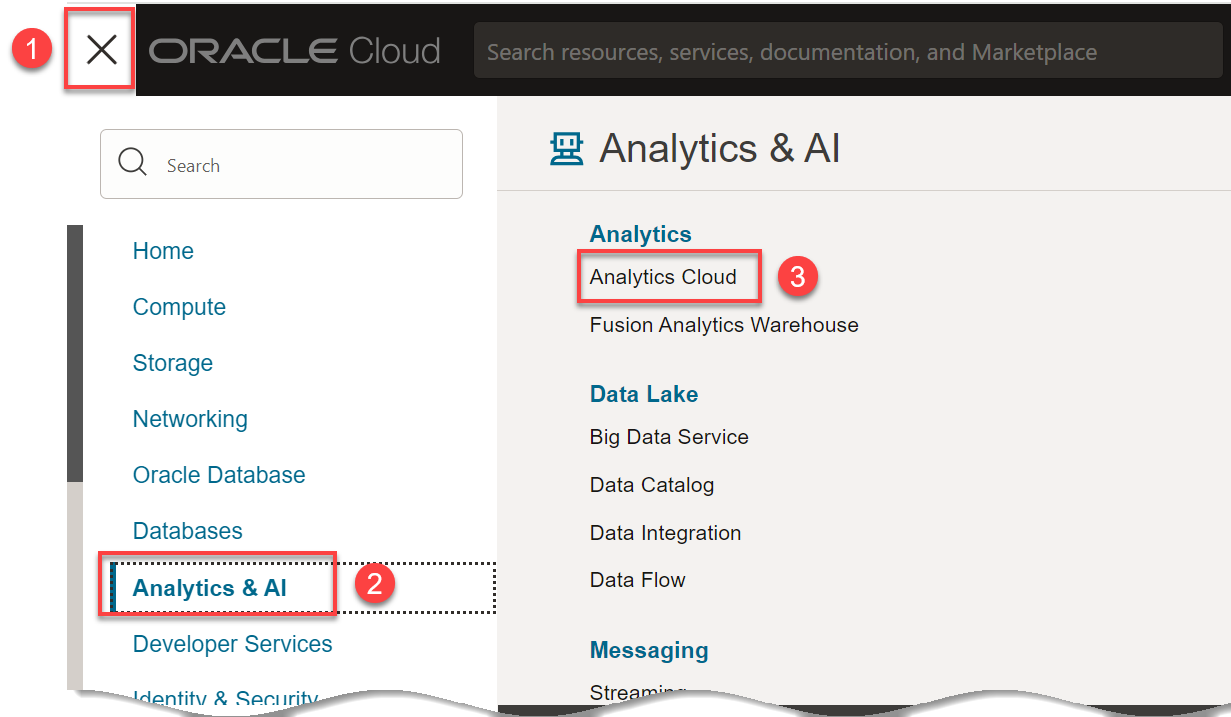 1
ORACLE Cloud
Search resources, services, documentation, and Marketplace
Search
Home
Compute
Storage
Networking
Oracle Database
Databases
Analytics & AI
2
Developer Services
Identity & Security
Analytics & AI
Analytics
Analytics Cloud
3
Fusion Analytics Warehouse
Data Lake
Big Data Service
Data Catalog
Data Integration
Data Flow
Messaging
Streaming